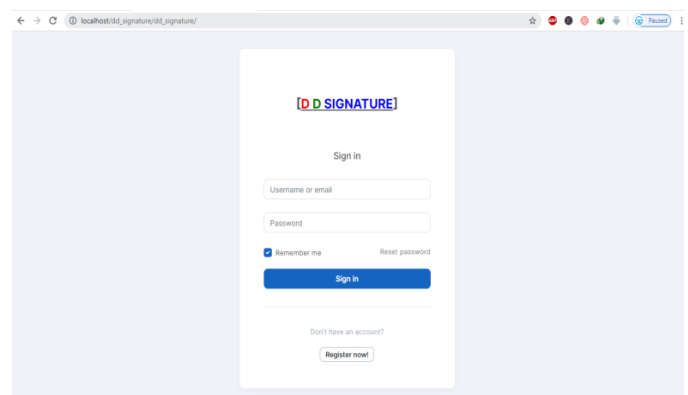 localhost/dd_signature/dd_signature/
ABP
Paused
[D D SIGNATURE]
Sign in
Username or email
Password
Remember me Reset password
Sign in
Don't have an account?
Register now!